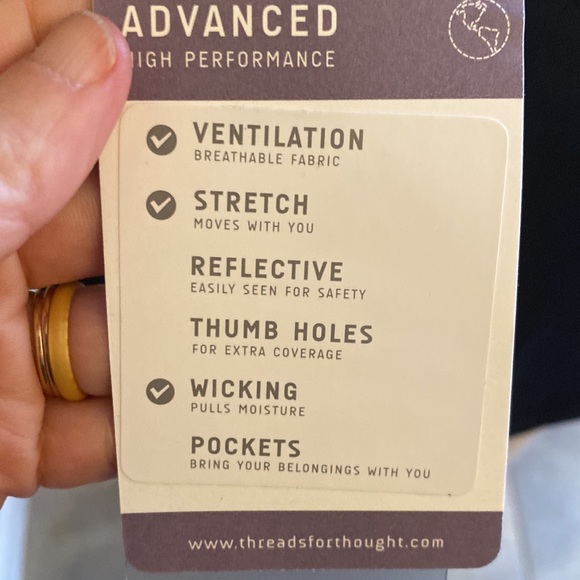 ADVANCED
HIGH PERFORMANCE
VENTILATION
BREATHABLE FABRIC
STRETCH
MOVES WITH YOU
REFLECTIVE
EASILY SEEN FOR SAFETY
THUMB HOLES
FOR EXTRA COVERAGE
WICKING
PULLS MOISTURE
POCKETS
BRING YOUR BELONGINGS WITH YOU
www.threadsforthought.com